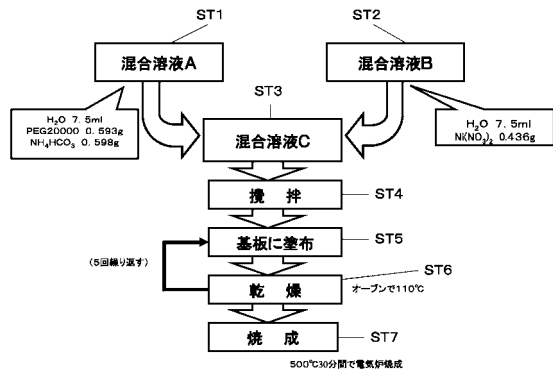 ST1
ST2
混合溶液A
混合溶液B
H₂O 7.5ml
PEG20000 0.593g
NH₄HCO₃ 0.598g
H₂O 7.5ml
Ni(NO₃)₂ 0.436g
ST3
混合溶液C
攪 拌
ST4
基板に塗布
ST5
(5回繰り返す)
乾 燥
ST6
オーブンで110℃
焼 成
ST7
500℃30分間で電気炉焼成